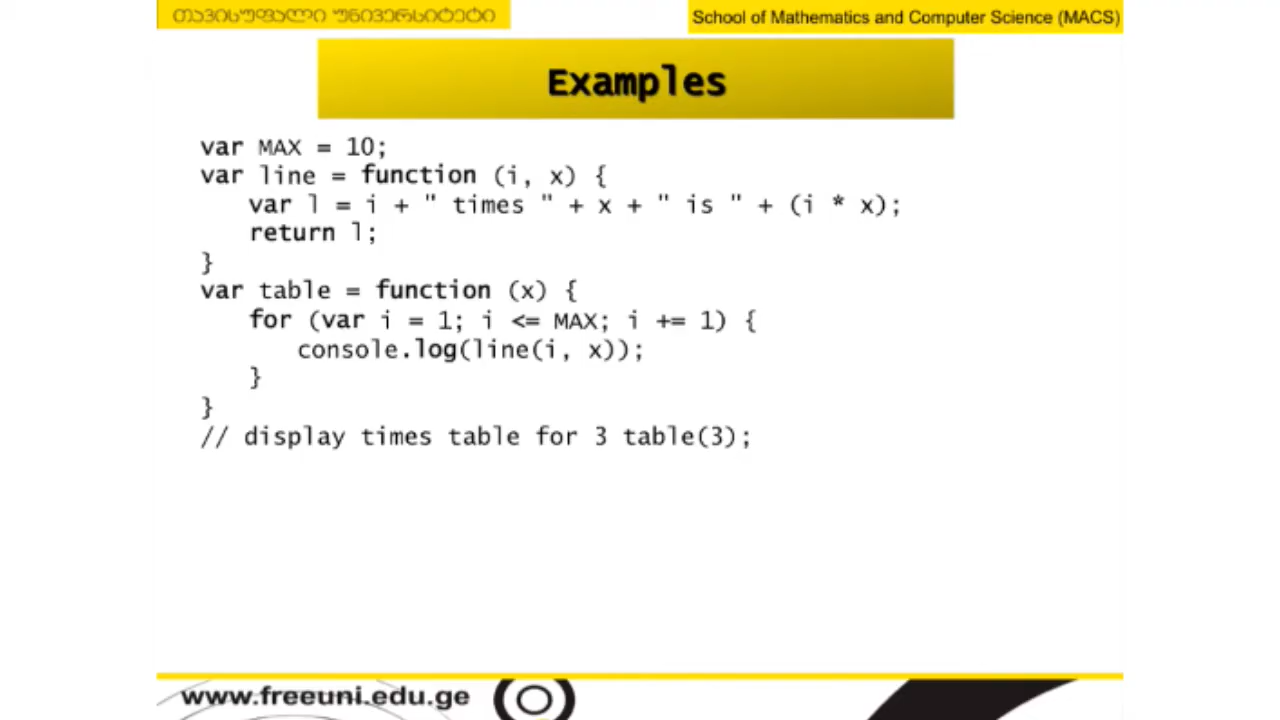 თავისუფალი უნივერსიტეტი
School of Mathematics and Computer Science (MACS)
Examples
var MAX = 10;
var line = function (i, x) {
var l = i + " times " + x + " is " + (i * x);
return l;
}
var table = function (x) {
for (var i = 1; i <= MAX; i += 1) {
console.log(line(i, x));
}
}
// display times table for 3 table(3);
www.freeuni.edu.ge